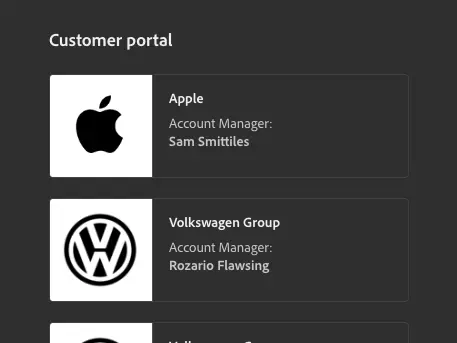 Customer portal
Apple
Account Manager:
Sam Smittiles
Volkswagen Group
Account Manager:
Rozario Flawsing